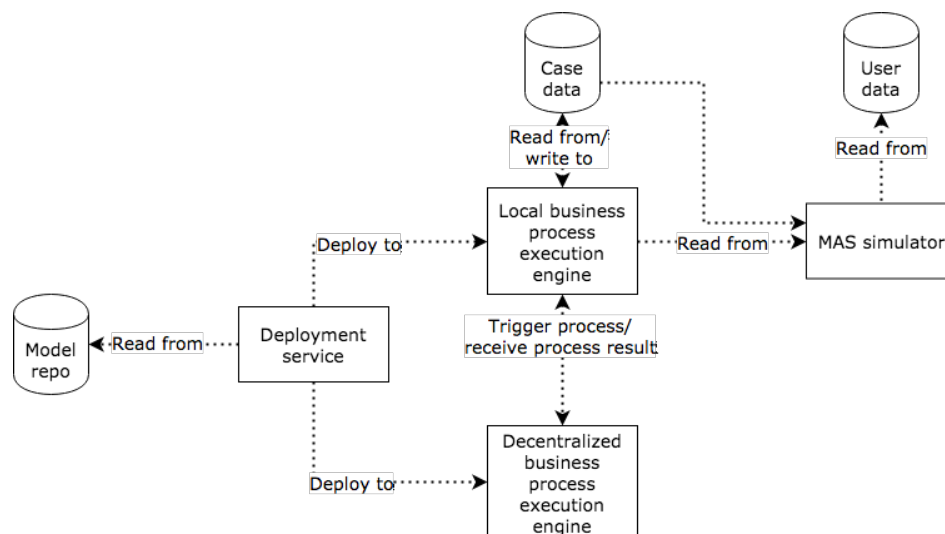 Case
data
User
data
Read from/
write to
Read from
Local business
process
execution
engine
MAS simulator
Deploy to
Read from
Model
repo
Read from
Deployment
service
Trigger process/
receive process result
Deploy to
Decentralized
business
process
execution
engine